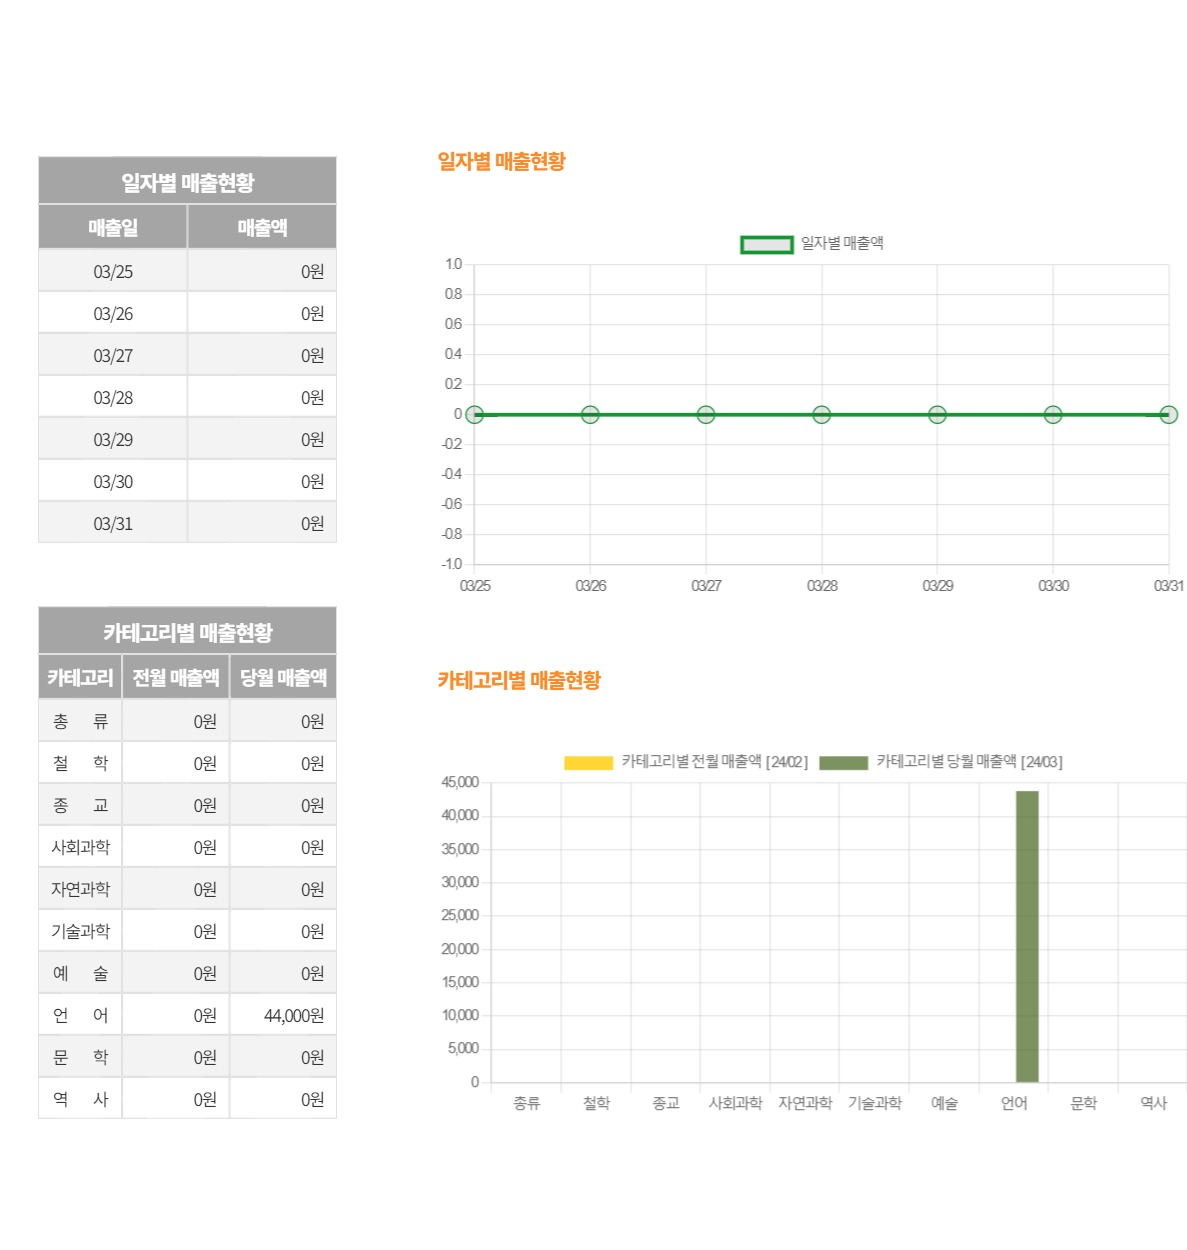 일자별 매출현황
매출일 매출액
03/25 0원
03/26 0원
03/27 0원
03/28 0원
03/29 0원
03/30 0원
03/31 0원
일자별 매출현황
일자별 매출액
1.0
0.8
0.6
0.4
0.2
0
-0.2
-0.4
-0.6
-0.8
-1.0
03/25 03/26 03/27 03/28 03/29 03/30 03/31
카테고리별 매출현황
카테고리 전월 매출액 당월 매출액
총 류 0원 0원
철 학 0원 0원
종 교 0원 0원
사회과학 0원 0원
자연과학 0원 0원
기술과학 0원 0원
예 술 0원 0원
언 어 0원 44,000원
문 학 0원 0원
역 사 0원 0원
카테고리별 매출현황
카테고리별 전월 매출액 [ 24/02 ] 카테고리별 당월 매출액 [ 24/03 ]
45,000
40,000
35,000
30,000
25,000
20,000
15,000
10,000
5,000
0
종류 철학 종교 사회과학 자연과학 기술과학 예술 언어 문학 역사